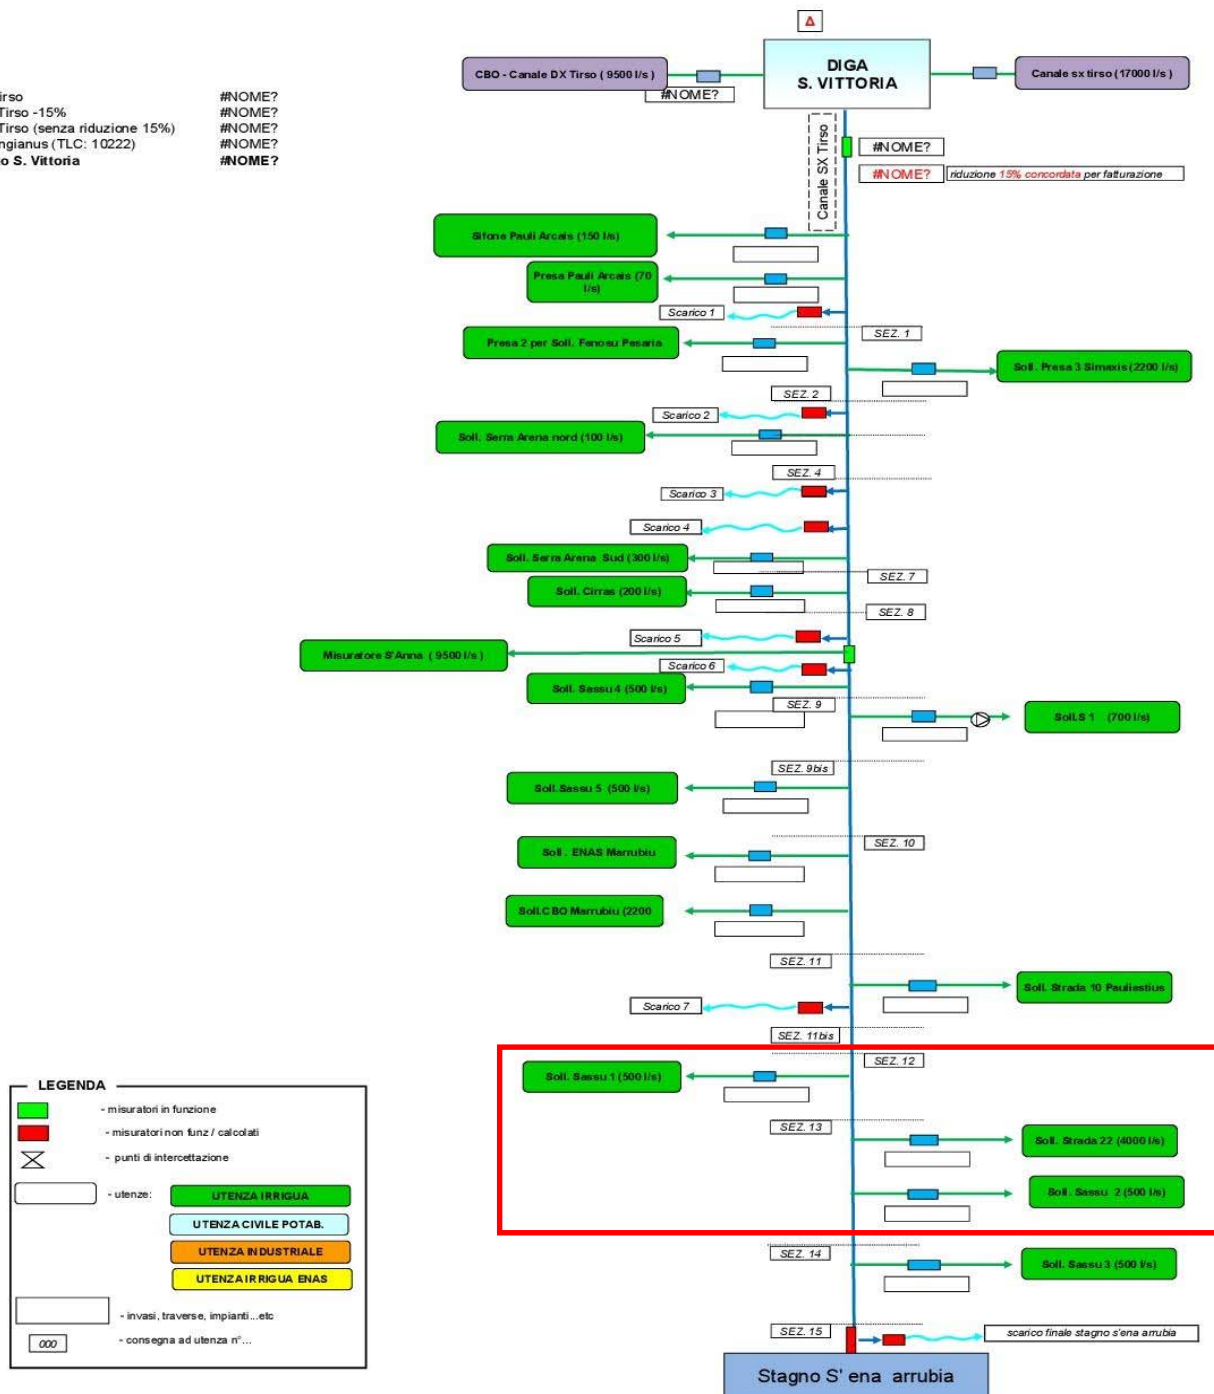 Δ
CBO - Canale DX Tirso ( 9500 l/s )
DIGA
S. VITTORIA
Canale sx tirso (17000 l/s )
#NOME?
irso #NOME?
Tirso -15% #NOME?
Tirso (senza riduzione 15%) #NOME?
ngianus (TLC: 10222) #NOME?
o S. Vittoria #NOME?
Canale SX Tirso
#NOME?
#NOME? riduzione 15% concordata per fatturazione
Sifone Pauli Arcais (150 l/s)
Presa Pauli Arcais (70
l/s)
Scarico 1
SEZ. 1
Presa 2 per Soll. Fenosu Pesaria
Soll. Presa 3 Simaxis (2200 l/s)
SEZ. 2
Scarico 2
Soll. Serra Arena nord (100 l/s)
SEZ. 4
Scarico 3
Scarico 4
Soll. Serra Arena Sud (300 l/s)
SEZ. 7
Soll. Cirras (200 l/s)
SEZ. 8
Scarico 5
Misuratore S'Anna ( 9500 l/s )
Scarico 6
Soll. Sassu 4 (500 l/s)
SEZ. 9
Soll.S 1 (700 l/s)
SEZ. 9bis
Soll.Sassu 5 (500 l/s)
SEZ. 10
Soll . ENAS Marrubiu
Soll.CBO Marrubiu (2200
SEZ. 11
Soll. Strada 10 Pauliestius
Scarico 7
SEZ. 11bis
SEZ. 12
Soll. Sassu 1 (500 l/s)
SEZ. 13
Soll. Strada 22 (4000 l/s)
Soll. Sassu 2 (500 l/s)
SEZ. 14
Soll. Sassu 3 (500 l/s)
SEZ. 15
scarico finale stagno s'ena arrubia
Stagno S' ena arrubia
LEGENDA
- misuratori in funzione
- misuratori non funz / calcolati
- punti di intercettazione
- utenze: UTENZA IRRIGUA
UTENZA CIVILE POTAB.
UTENZA INDUSTRIALE
UTENZA IRRIGUA ENAS
- invasi, traverse, impianti...etc
000 - consegna ad utenza n°...